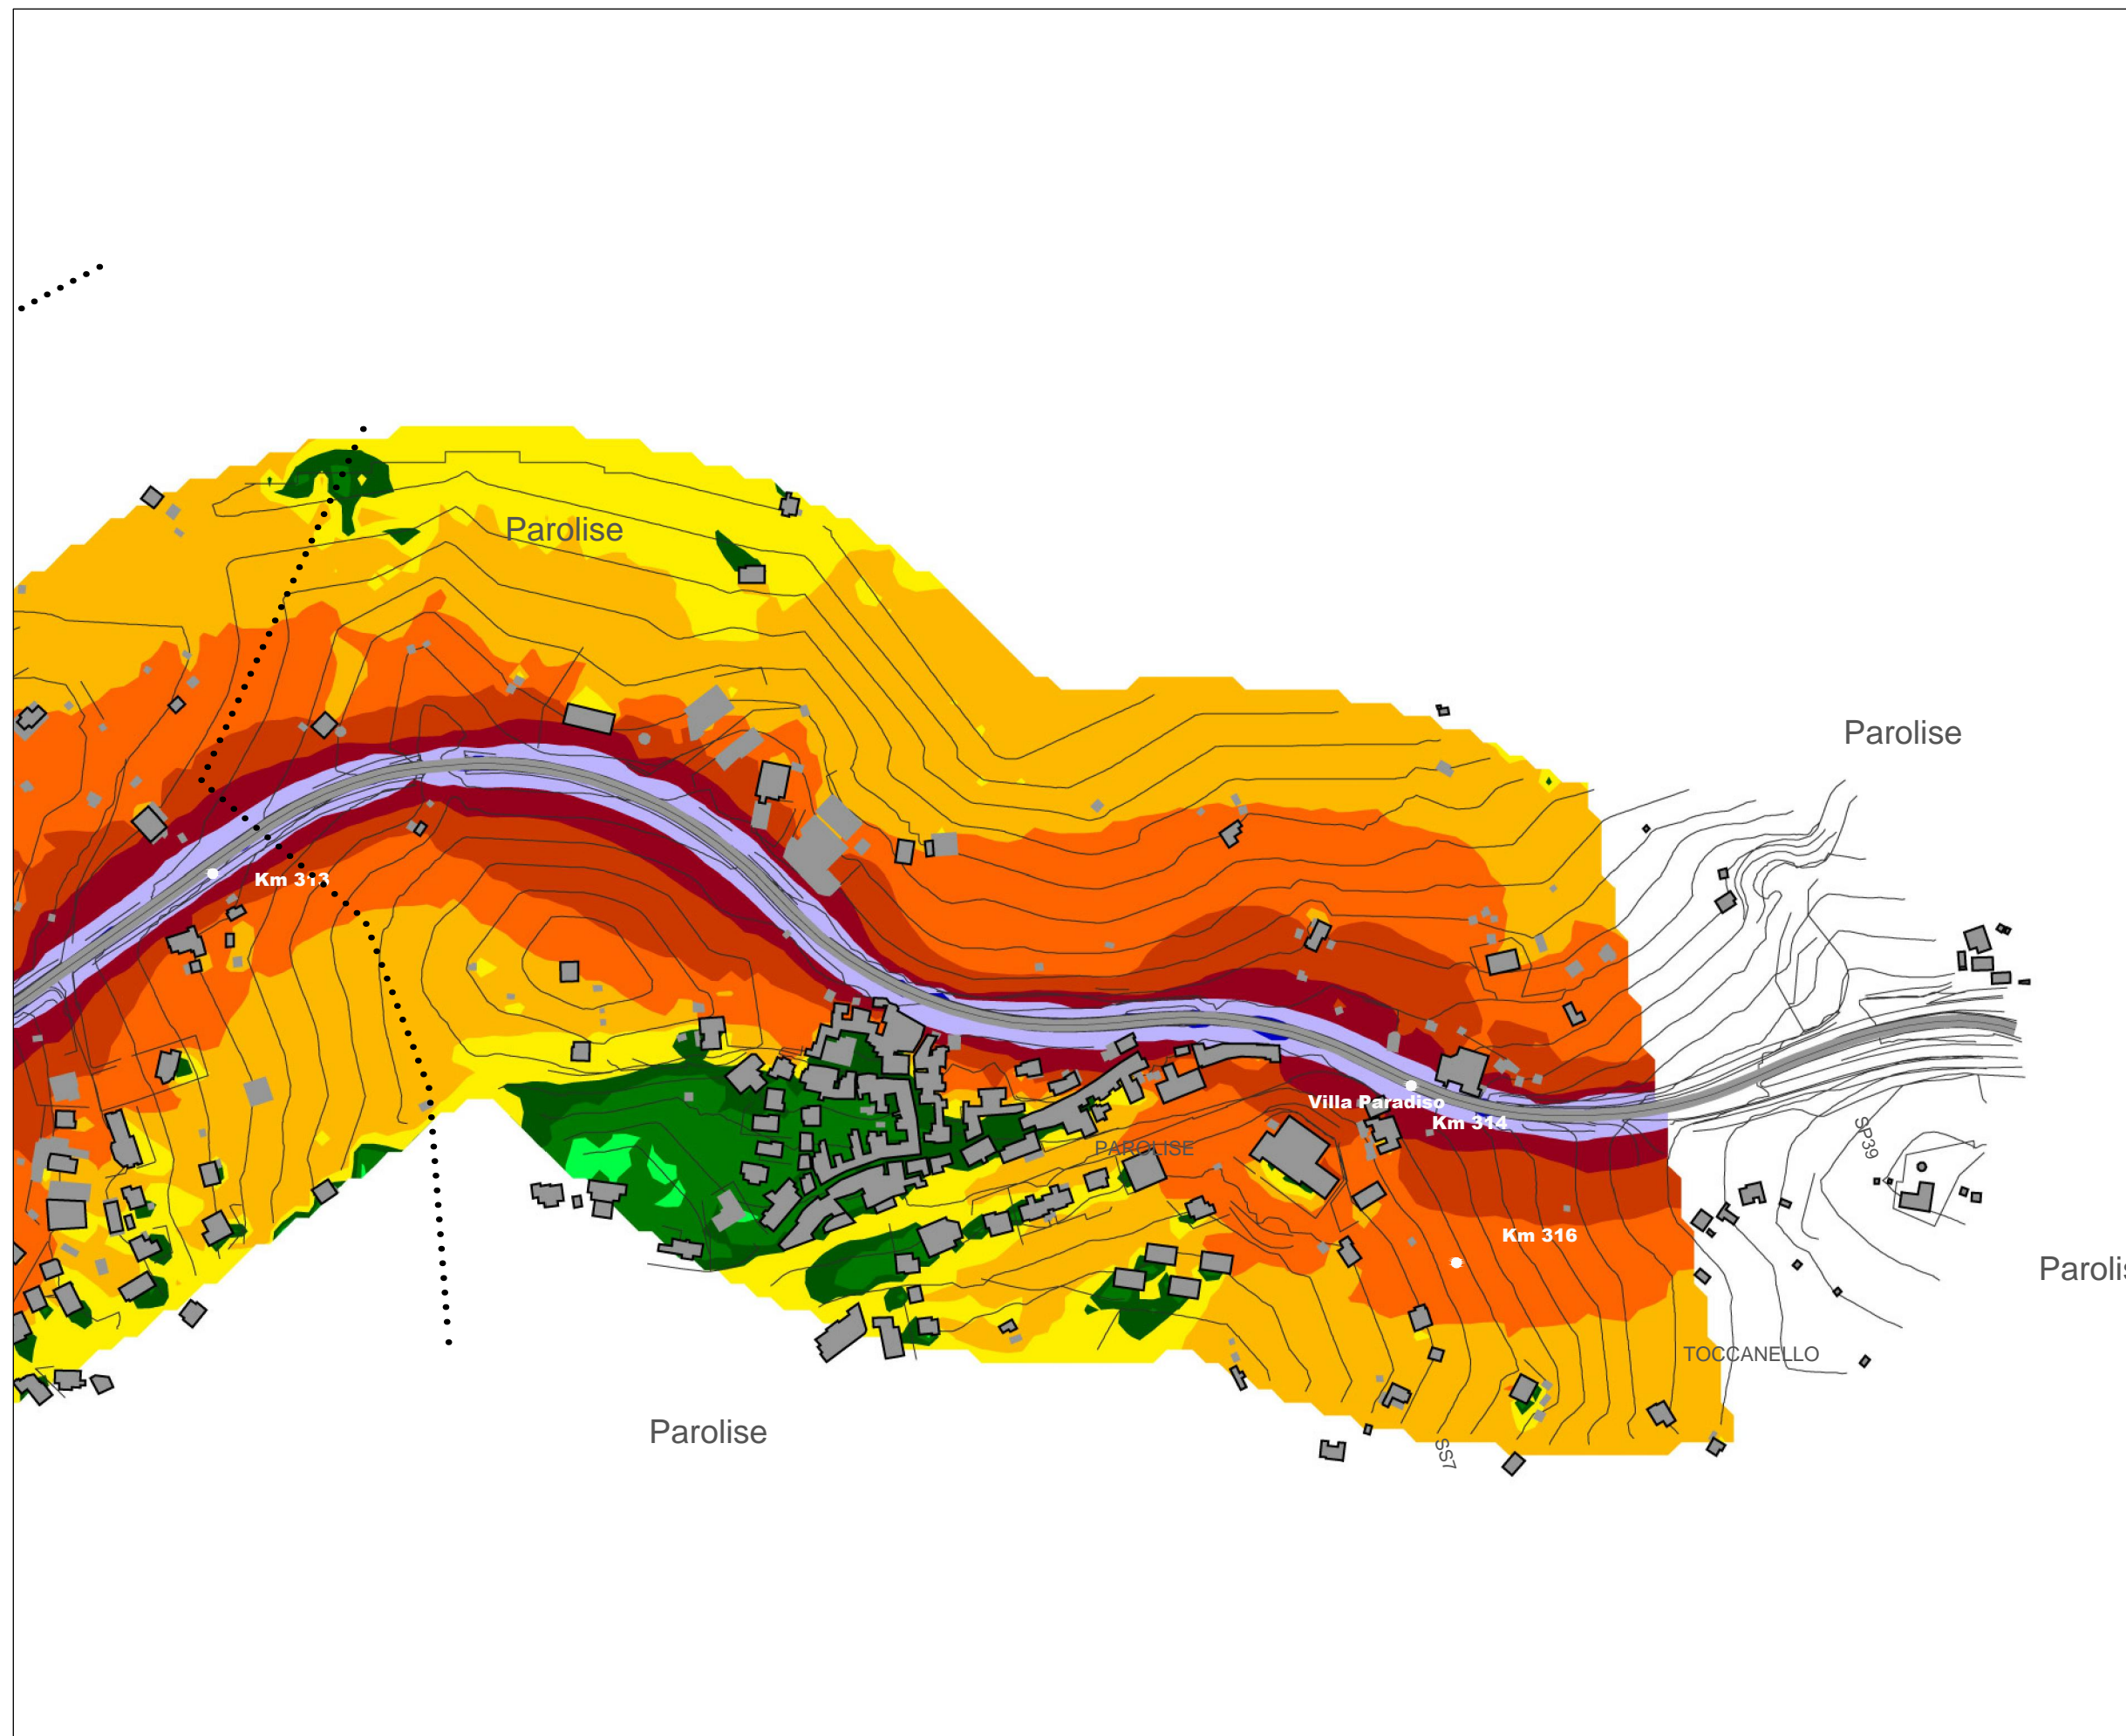 Parolise
Parolise
Km 313
Villa Paradiso
Km 314
PAROLISE
SP39
Km 316
Parolis
TOCCANELLO
Parolise
SS7